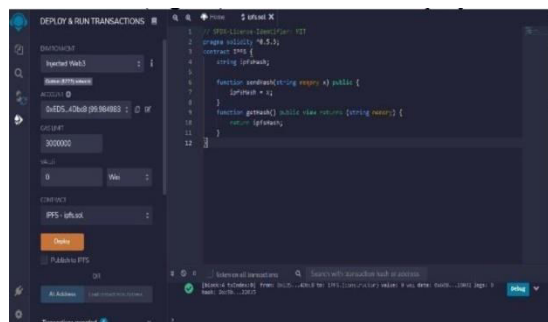 DEPLOY & RUN TRANSACTIONS
ENVIRONMENT
Injected Web3
ACCOUNT
GAS LIMIT
3000000
VALUE
0 Wei
CONTRACT
IPFS - ipfs.sol
Deploy
Publish to IPFS
OR
At Address
Home
ipfs.sol
1 // SPDX-License-Identifier: MIT
2 pragma solidity ^0.5.3;
3 contract IPFS {
4 string ipfsHash;
5
6 function sendHash(string memory x) public {
7 ipfsHash = x;
8 }
9 function getHash() public view returns (string memory) {
10 return ipfsHash;
11 }
12 }
0 listen on all transactions Search with transaction hash or address
Debug